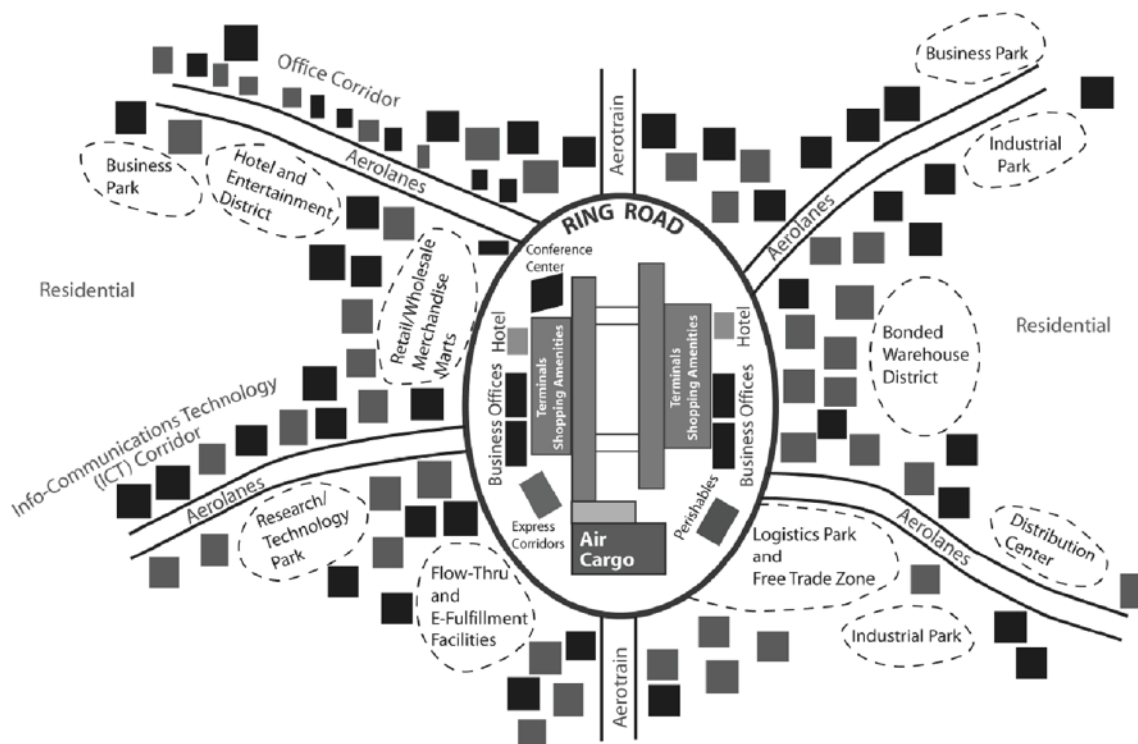 Business Park
Office Corridor
Aerotrain
Aerolanes
Industrial
Park
Business
Park
Hotel and
Entertainment
District
Aerolanes
RING ROAD
Conference
Center
Residential
Retail/Wholesale
Merchandise
Marts
Hotel
Terminals
Shopping Amenities
Terminals
Shopping Amenities
Hotel
Bonded
Warehouse
District
Residential
Business Offices
Business Offices
Info-Communications Technology
(ICT) Corridor
Aerolanes
Research/
Technology
Park
Express
Corridors
Air
Cargo
Perishables
Logistics Park
and
Free Trade Zone
Aerolanes
Distribution
Center
Flow-Thru
and
E-Fulfillment
Facilities
Industrial Park
Aerotrain